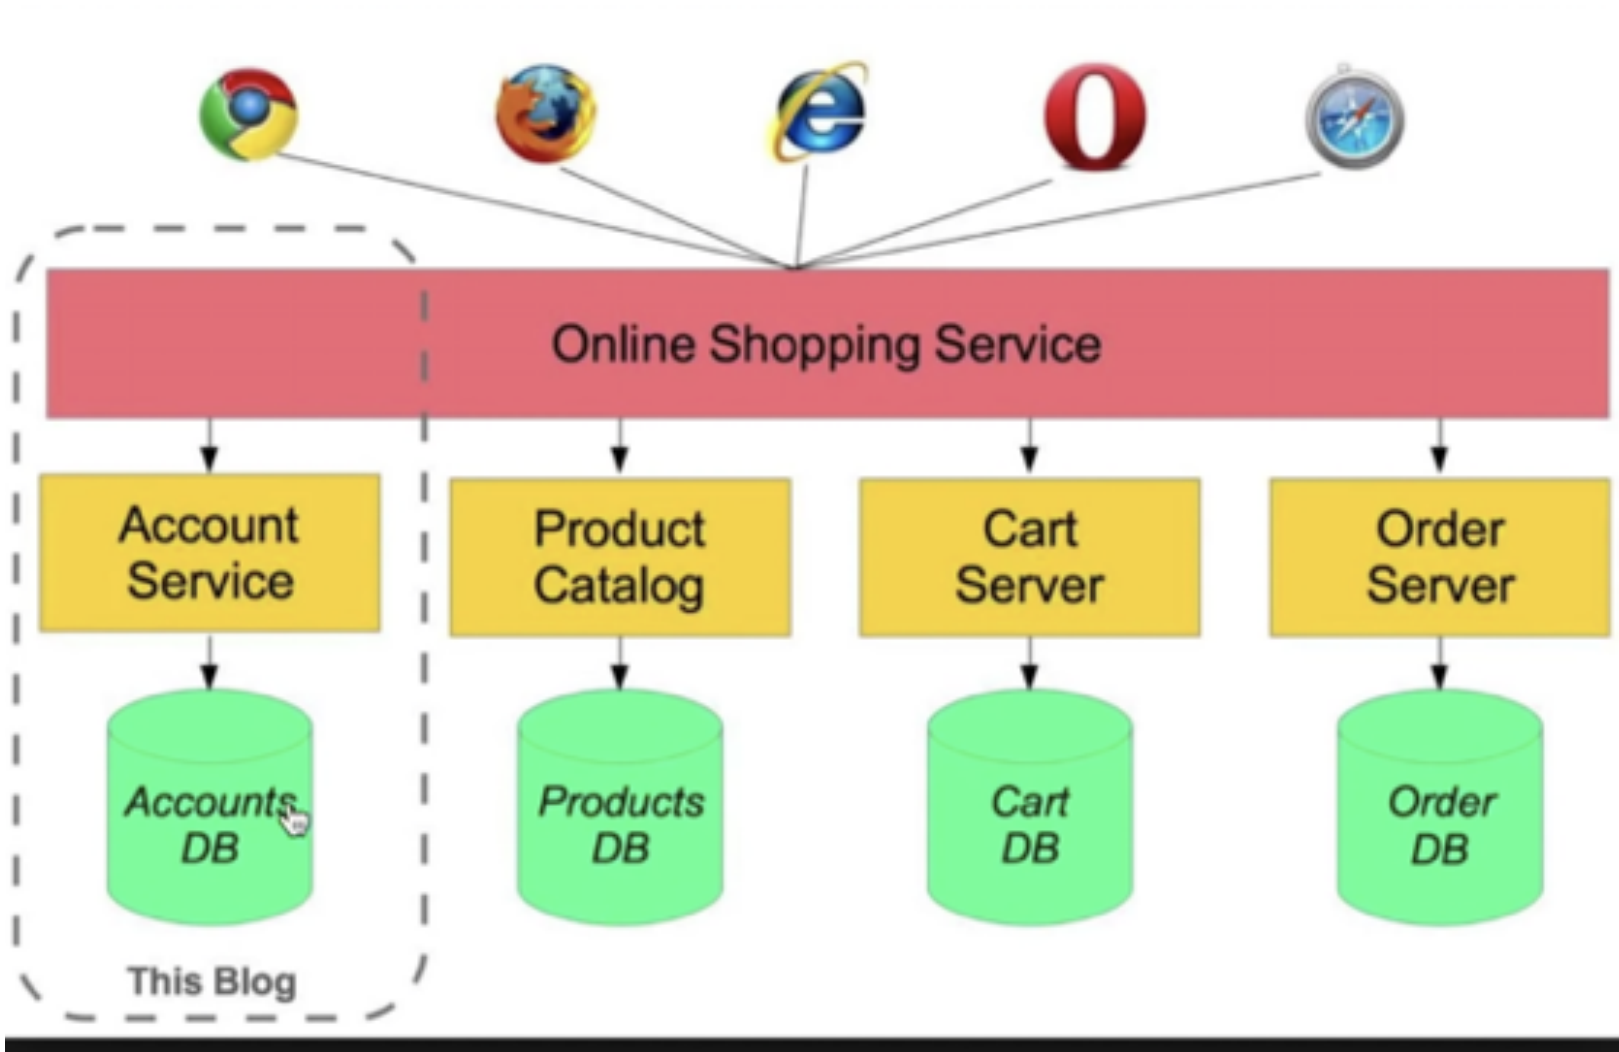 Online Shopping Service
Account
Service
Product
Catalog
Cart
Server
Order
Server
Accounts
DB
Products
DB
Cart
DB
Order
DB
This Blog